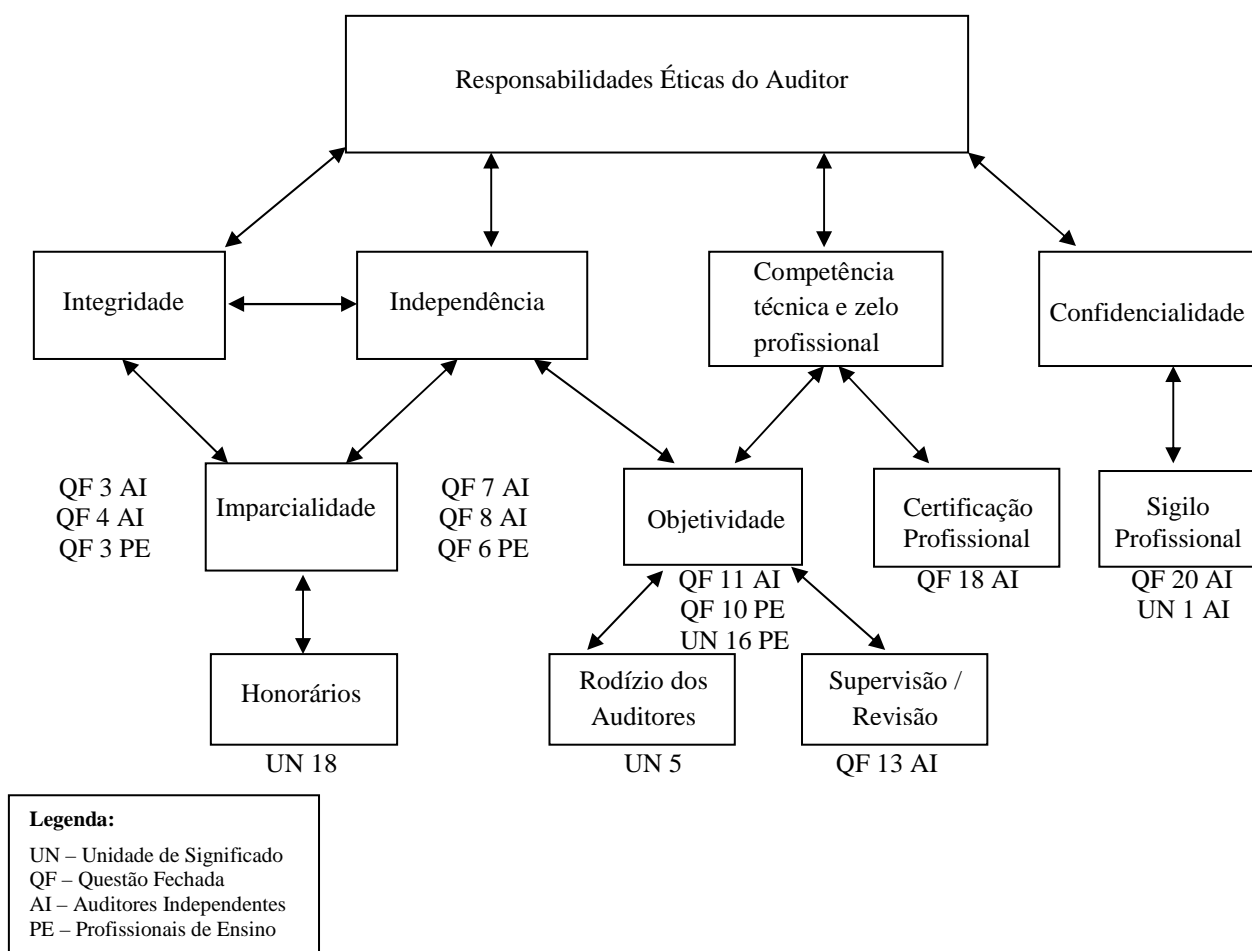 Responsabilidades Éticas do Auditor
Integridade
Independência
Competência
técnica e zelo
profissional
Confidencialidade
QF 3 AI
QF 4 AI
QF 3 PE
Imparcialidade
QF 7 AI
QF 8 AI
QF 6 PE
Objetividade
Certificação
Profissional
Sigilo
Profissional
QF 11 AI
QF 10 PE
UN 16 PE
QF 18 AI
QF 20 AI
UN 1 AI
Honorários
Rodízio dos
Auditores
Supervisão /
Revisão
UN 18
UN 5
QF 13 AI
Legenda:
UN – Unidade de Significado
QF – Questão Fechada
AI – Auditores Independentes
PE – Profissionais de Ensino